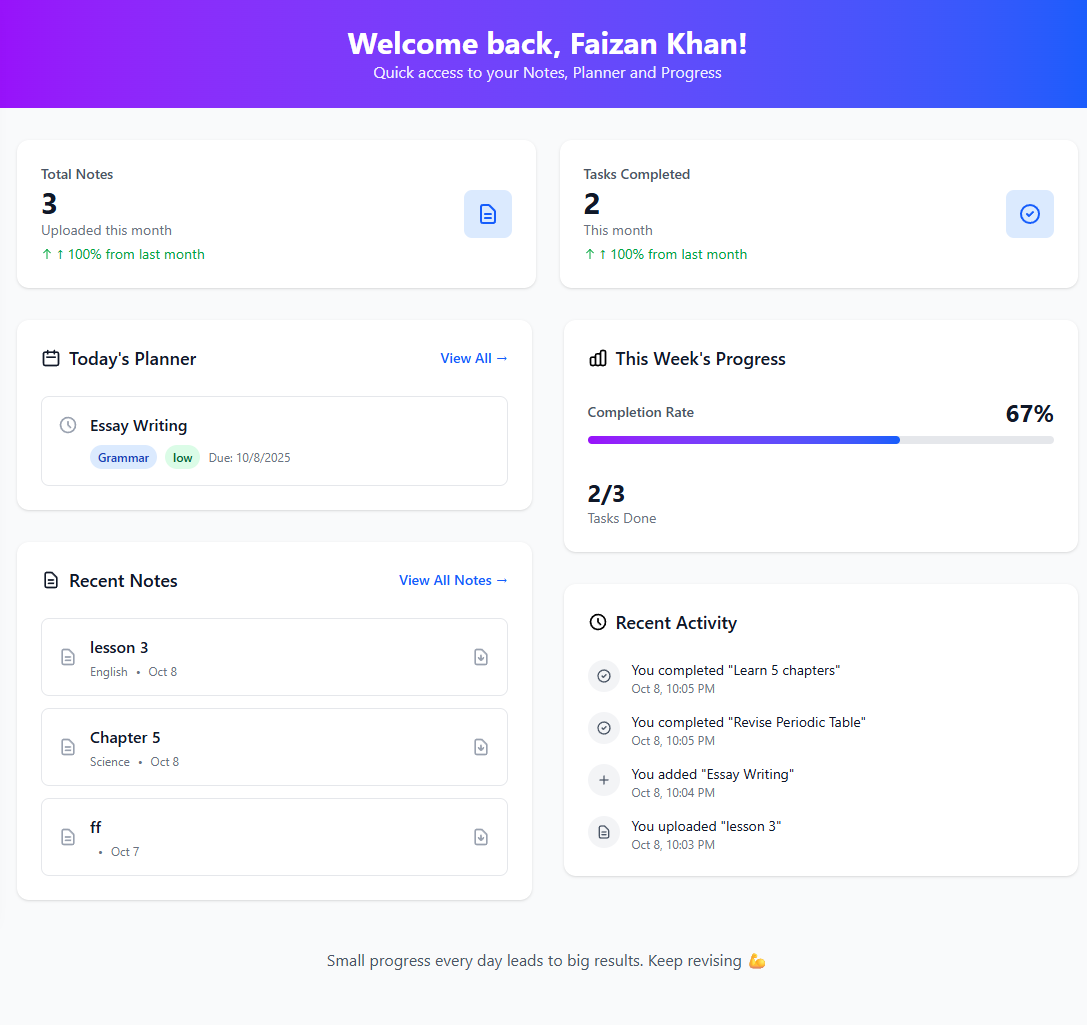 Welcome back, Faizan Khan!
Quick access to your Notes, Planner and Progress
Total Notes
3
Uploaded this month
↑ ↑ 100% from last month
Tasks Completed
2
This month
↑ ↑ 100% from last month
Today's Planner
View All →
Essay Writing
Grammar low Due: 10/8/2025
Recent Notes
View All Notes →
lesson 3
English • Oct 8
Chapter 5
Science • Oct 8
ff
• Oct 7
This Week's Progress
Completion Rate 67%
2/3
Tasks Done
Recent Activity
You completed "Learn 5 chapters"
Oct 8, 10:05 PM
You completed "Revise Periodic Table"
Oct 8, 10:05 PM
You added "Essay Writing"
Oct 8, 10:04 PM
You uploaded "lesson 3"
Oct 8, 10:03 PM
Small progress every day leads to big results. Keep revising 💪